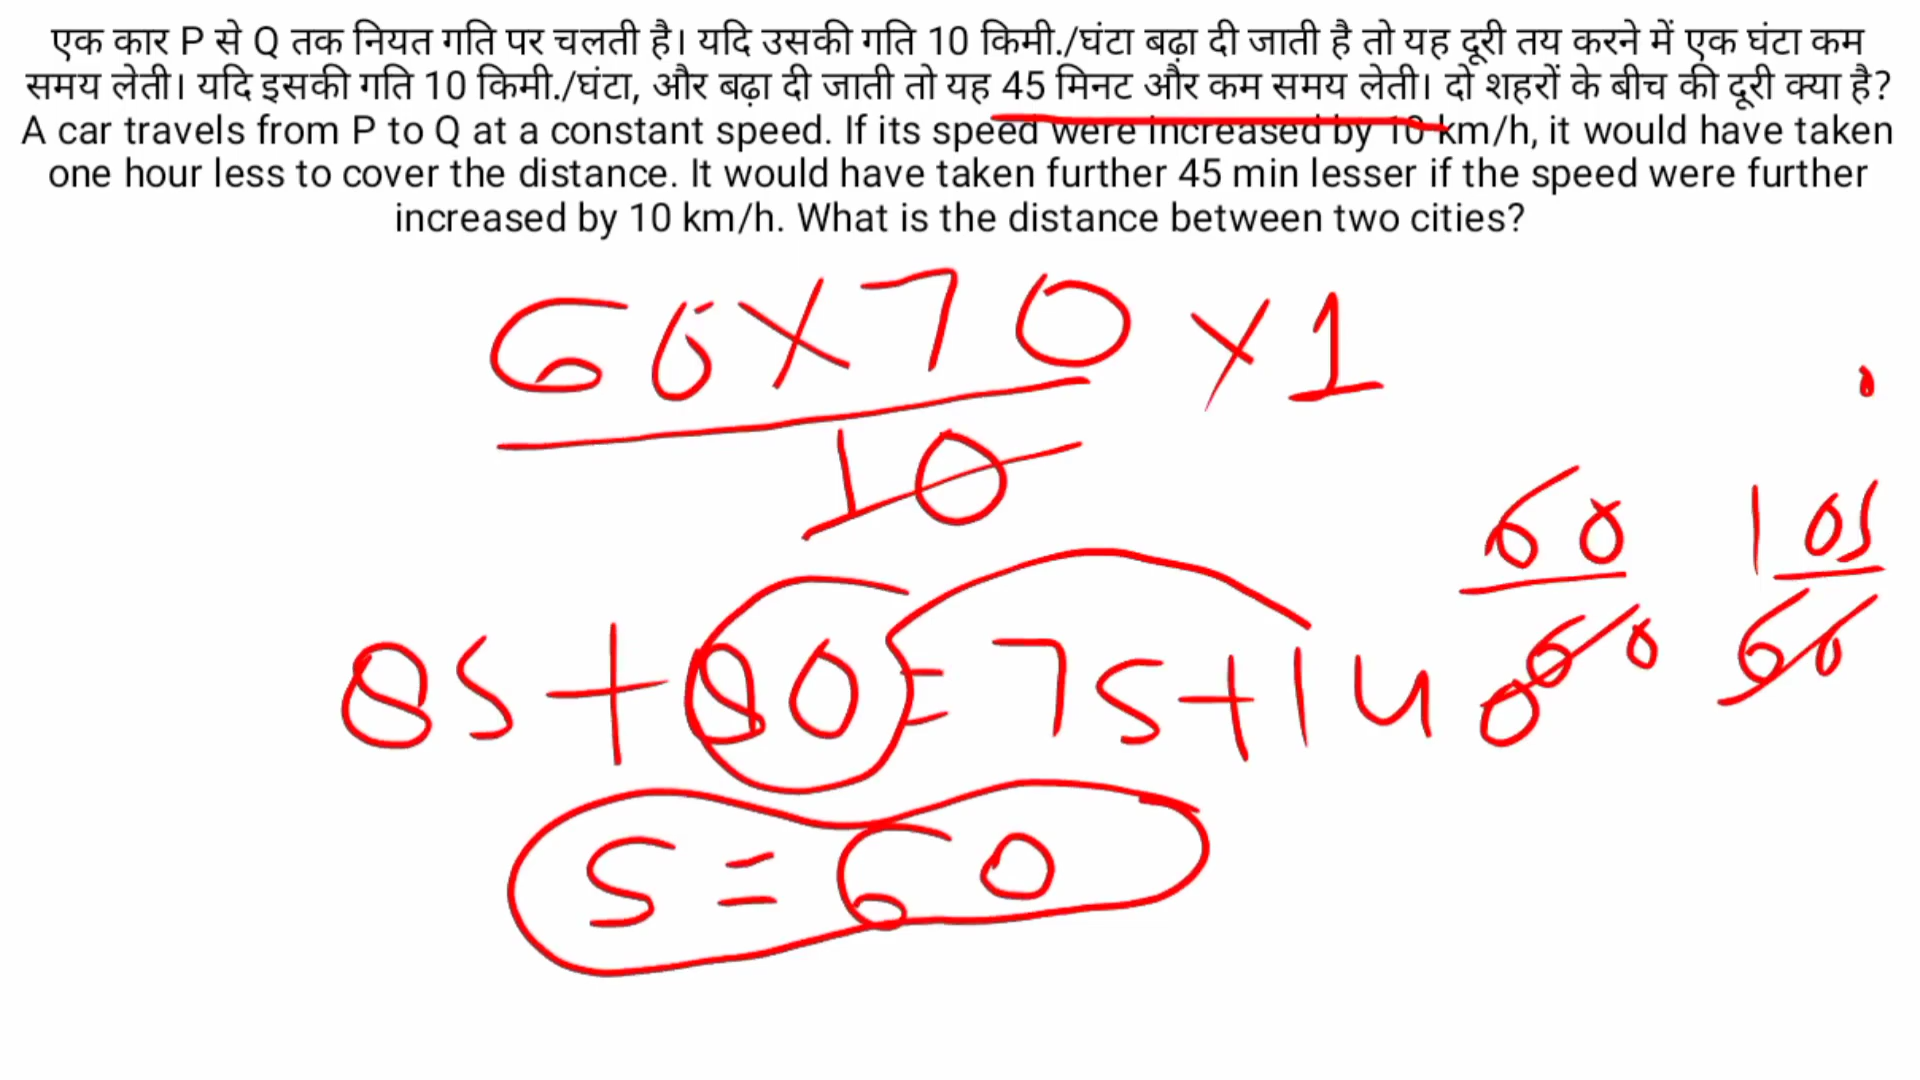 एक कार P से Q तक नियत गति पर चलती है। यदि उसकी गति 10 किमी./घंटा बढ़ा दी जाती है तो यह दूरी तय करने में एक घंटा कम
समय लेती। यदि इसकी गति 10 किमी./घंटा, और बढ़ा दी जाती तो यह 45 मिनट और कम समय लेती। दो शहरों के बीच की दूरी क्या है?
A car travels from P to Q at a constant speed. If its speed were increased by 10 km/h, it would have taken
one hour less to cover the distance. It would have taken further 45 min lesser if the speed were further
increased by 10 km/h. What is the distance between two cities?
60 X 70 x 1
10
60 105
60 60
8S + 80 = 7S + 140
S = 60